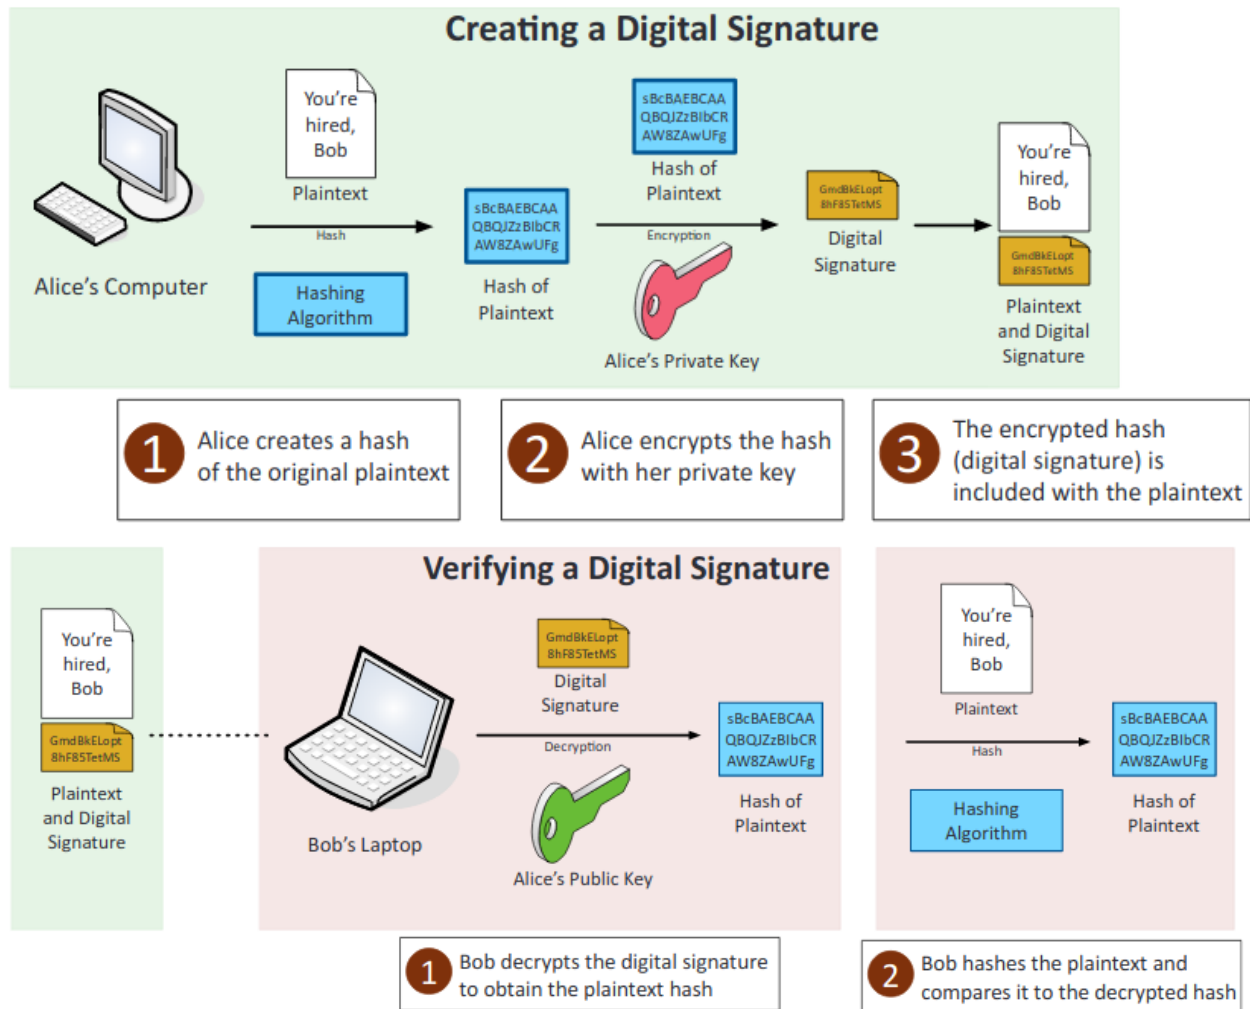 Creating a Digital Signature
You're
hired,
Bob
Plaintext
Hash
Hashing
Algorithm
Alice's Computer
sBcBAEBCAA
QBQJZzBIbCR
AW8ZAwUFg
Hash of
Plaintext
sBcBAEBCAA
QBQJZzBIbCR
AW8ZAwUFg
Hash of
Plaintext
Encryption
Alice's Private Key
GmdBkELopt
8hF85TetMS
Digital
Signature
You're
hired,
Bob
GmdBkELopt
8hF85TetMS
Plaintext
and Digital
Signature
1
Alice creates a hash
of the original plaintext
2
Alice encrypts the hash
with her private key
3
The encrypted hash
(digital signature) is
included with the plaintext
Verifying a Digital Signature
You're
hired,
Bob
GmdBkELopt
8hF85TetMS
Plaintext
and Digital
Signature
Bob's Laptop
GmdBkELopt
8hF85TetMS
Digital
Signature
Decryption
Alice's Public Key
sBcBAEBCAA
QBQJZzBIbCR
AW8ZAwUFg
Hash of
Plaintext
You're
hired,
Bob
Plaintext
Hash
Hashing
Algorithm
sBcBAEBCAA
QBQJZzBIbCR
AW8ZAwUFg
Hash of
Plaintext
1
Bob decrypts the digital signature
to obtain the plaintext hash
2
Bob hashes the plaintext and
compares it to the decrypted hash